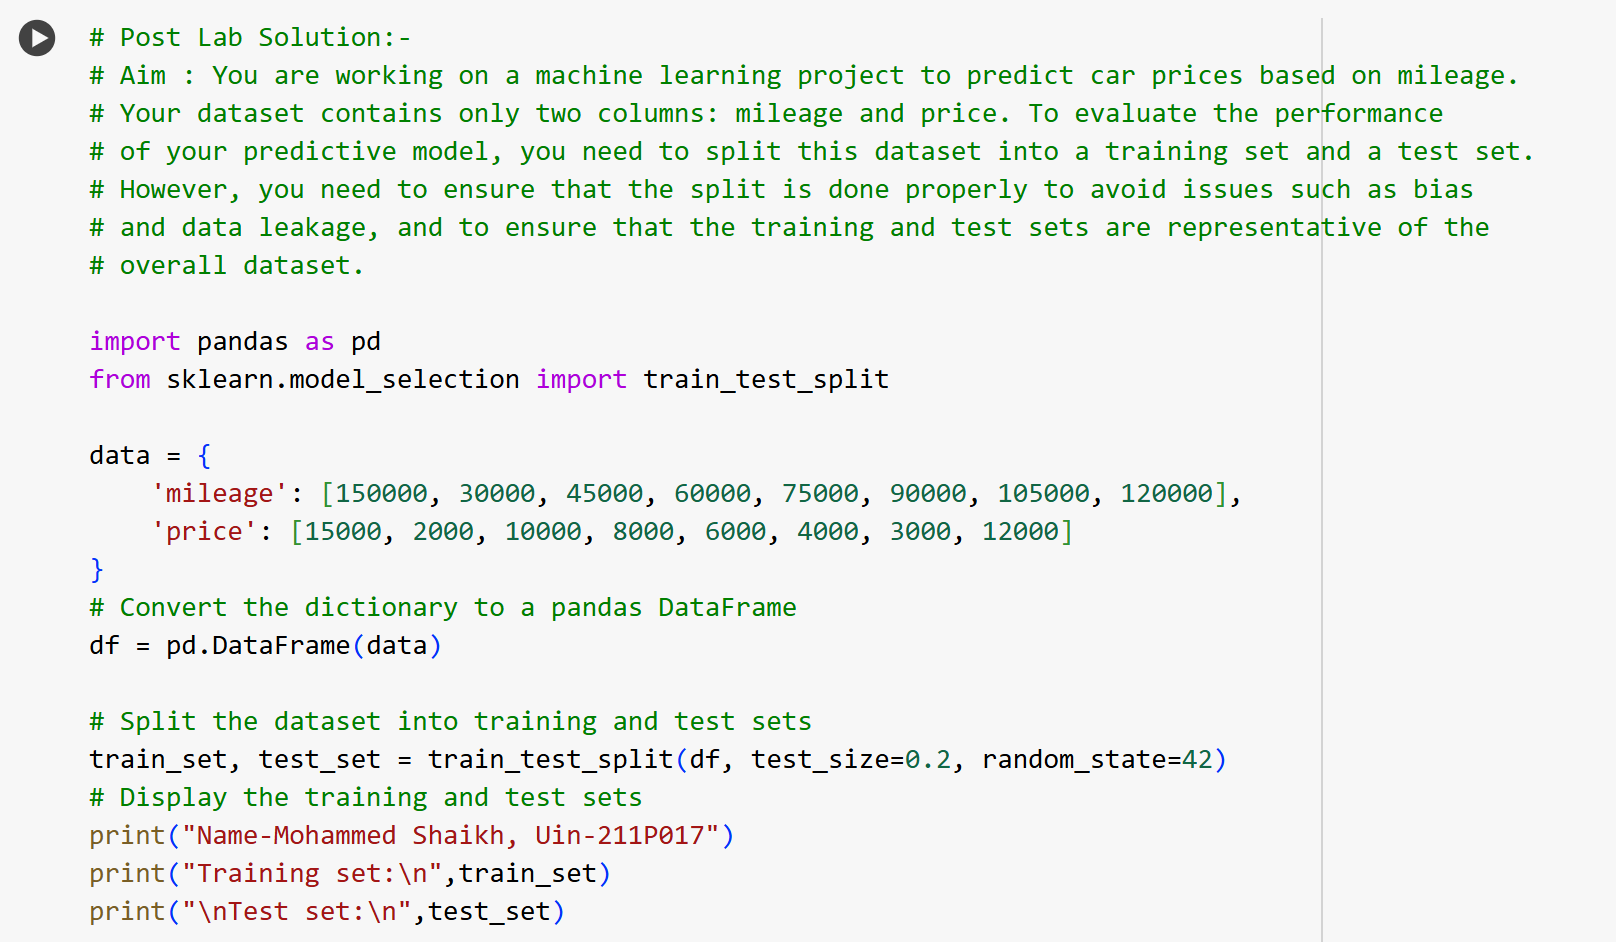 # Post Lab Solution:-
# Aim : You are working on a machine learning project to predict car prices based on mileage.
# Your dataset contains only two columns: mileage and price. To evaluate the performance
# of your predictive model, you need to split this dataset into a training set and a test set.
# However, you need to ensure that the split is done properly to avoid issues such as bias
# and data leakage, and to ensure that the training and test sets are representative of the
# overall dataset.

import pandas as pd
from sklearn.model_selection import train_test_split

data = {
    'mileage': [150000, 30000, 45000, 60000, 75000, 90000, 105000, 120000],
    'price': [15000, 2000, 10000, 8000, 6000, 4000, 3000, 12000]
}
# Convert the dictionary to a pandas DataFrame
df = pd.DataFrame(data)

# Split the dataset into training and test sets
train_set, test_set = train_test_split(df, test_size=0.2, random_state=42)
# Display the training and test sets
print("Name-Mohammed Shaikh, Uin-211P017")
print("Training set:\n",train_set)
print("\nTest set:\n",test_set)